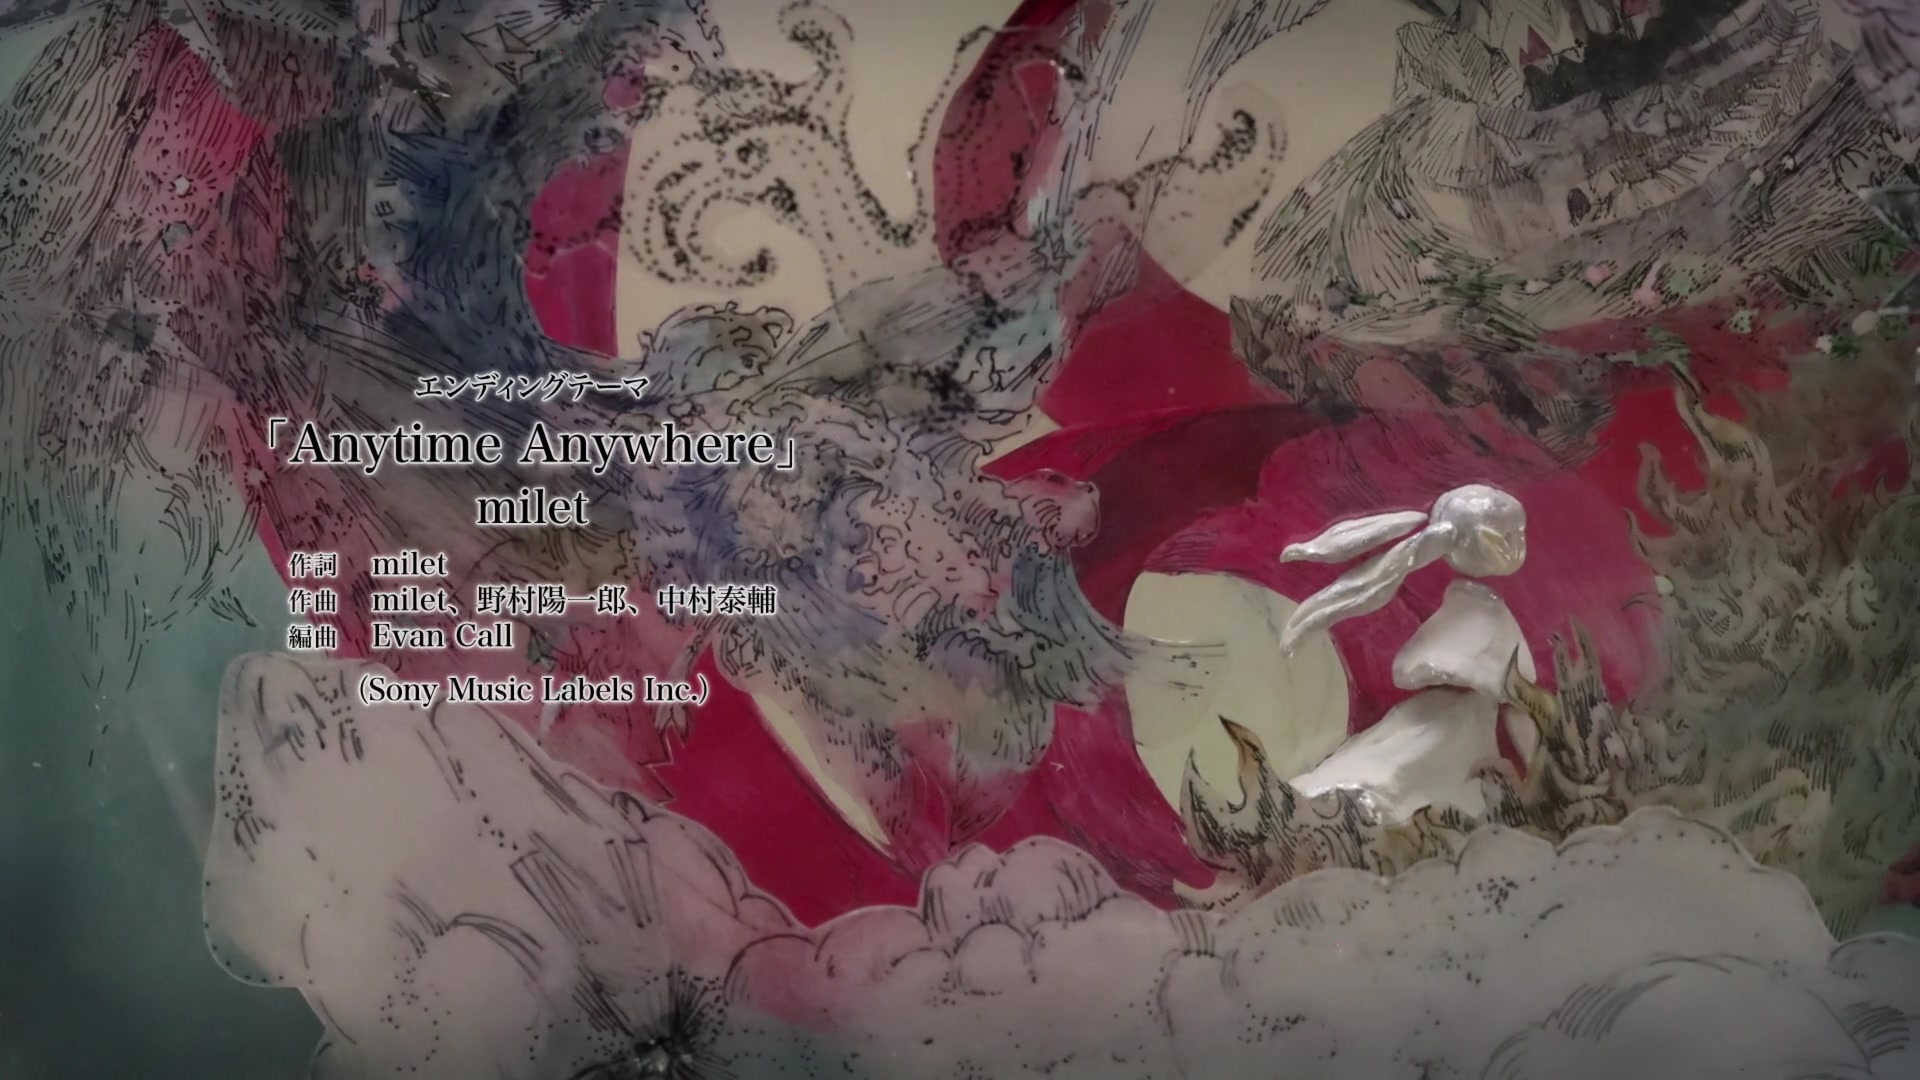 エンディングテーマ
「Anytime Anywhere」
milet
作詞 milet
作曲 milet、野村陽一郎、中村泰輔
編曲 Evan Call
(Sony Music Labels Inc.)